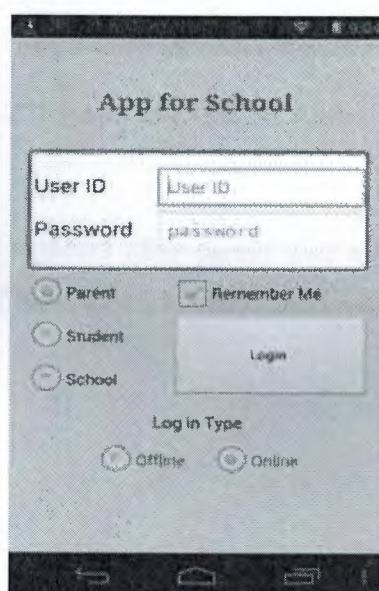 App for School
User ID User ID
Password password
Parent Remember Me
Student
Login
School
Log in Type
Offline Online